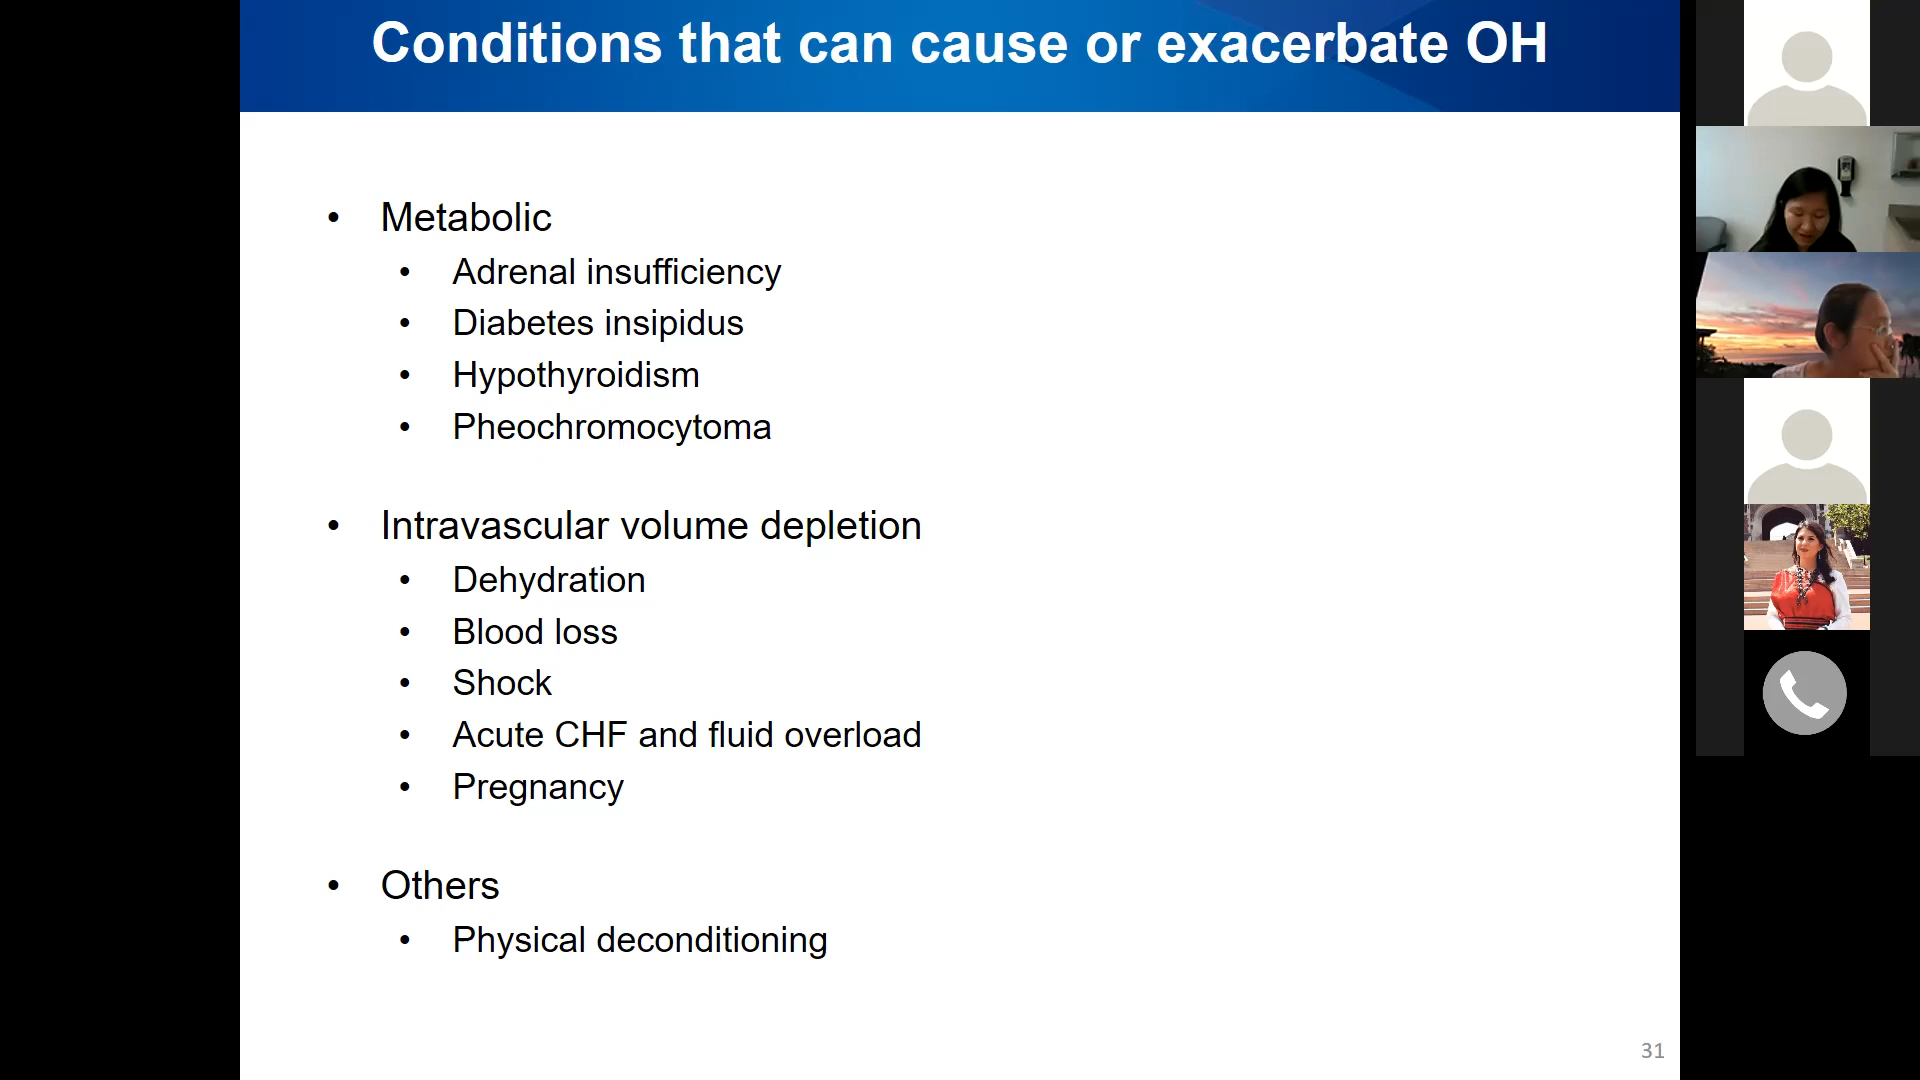 Conditions that can cause or exacerbate OH
• Metabolic
• Adrenal insufficiency
• Diabetes insipidus
• Hypothyroidism
• Pheochromocytoma
• Intravascular volume depletion
• Dehydration
• Blood loss
• Shock
• Acute CHF and fluid overload
• Pregnancy
• Others
• Physical deconditioning
31